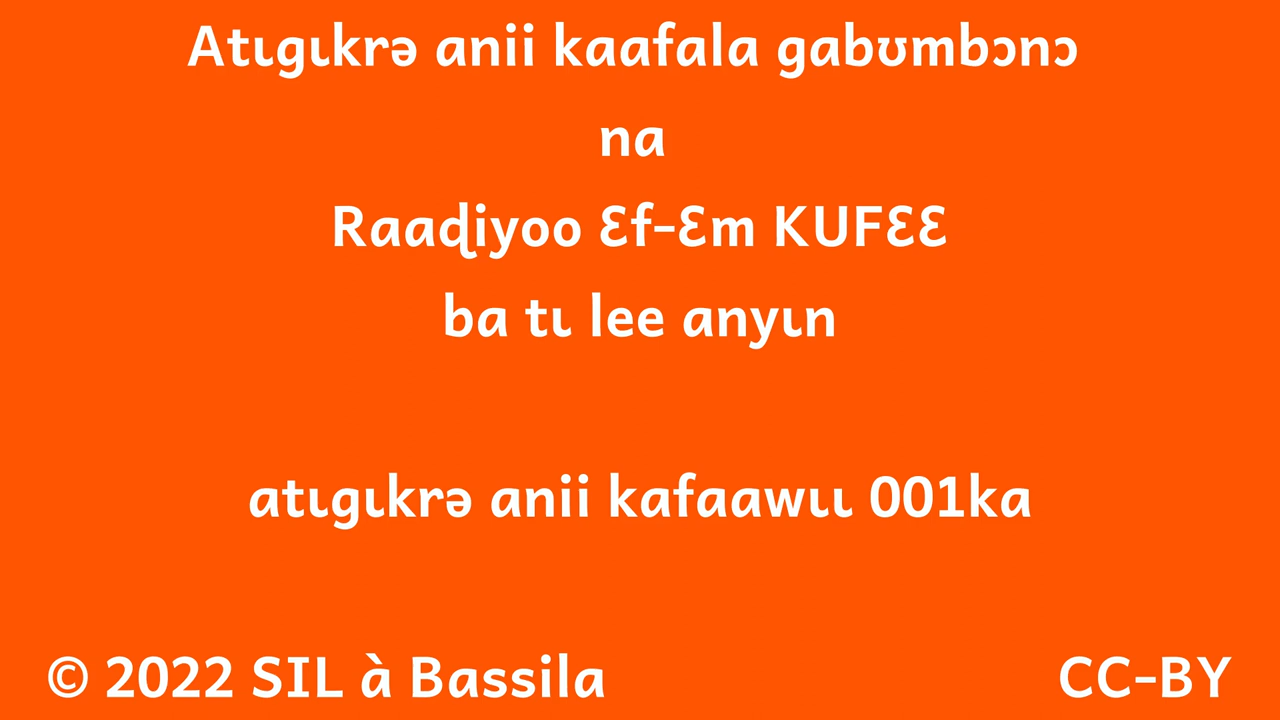 Atɩgɩkrə anii kaafala gabʊmbɔnɔ
na
Raaɖiyoo Ɛf-Ɛm KUFƐƐ
ba tɩ lee anyɩn
atɩgɩkrə anii kafaawɩɩ 001ka
© 2022 SIL à Bassila
CC-BY